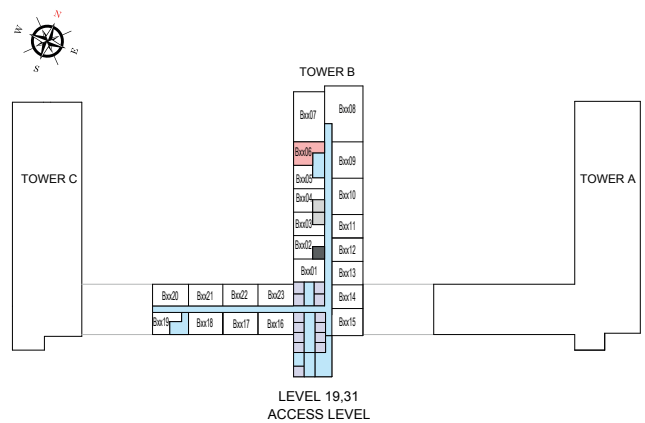 N
W
E
S
TOWER B
Bxx07
Bxx08
Bxx06
Bxx09
Bxx05
TOWER C
TOWER A
Bxx04
Bxx10
Bxx03
Bxx11
Bxx02
Bxx12
Bxx01
Bxx13
Bxx20 Bxx21 Bxx22 Bxx23
Bxx14
Bxx19 Bxx18 Bxx17 Bxx16
Bxx15
LEVEL 19,31
ACCESS LEVEL